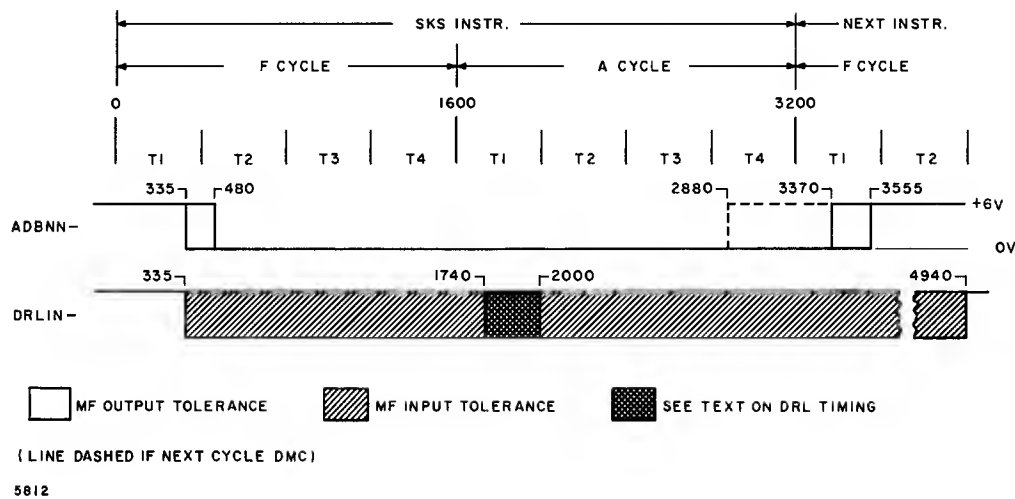 SKS INSTR. NEXT INSTR.
F CYCLE A CYCLE F CYCLE
0 1600 3200
T1 T2 T3 T4 T1 T2 T3 T4 T1 T2
335 480 2880 3370 3555 +6V
ADBNN-
0V
335 1740 2000 4940
DRLIN-
MF OUTPUT TOLERANCE MF INPUT TOLERANCE SEE TEXT ON DRL TIMING
(LINE DASHED IF NEXT CYCLE DMC)
5812